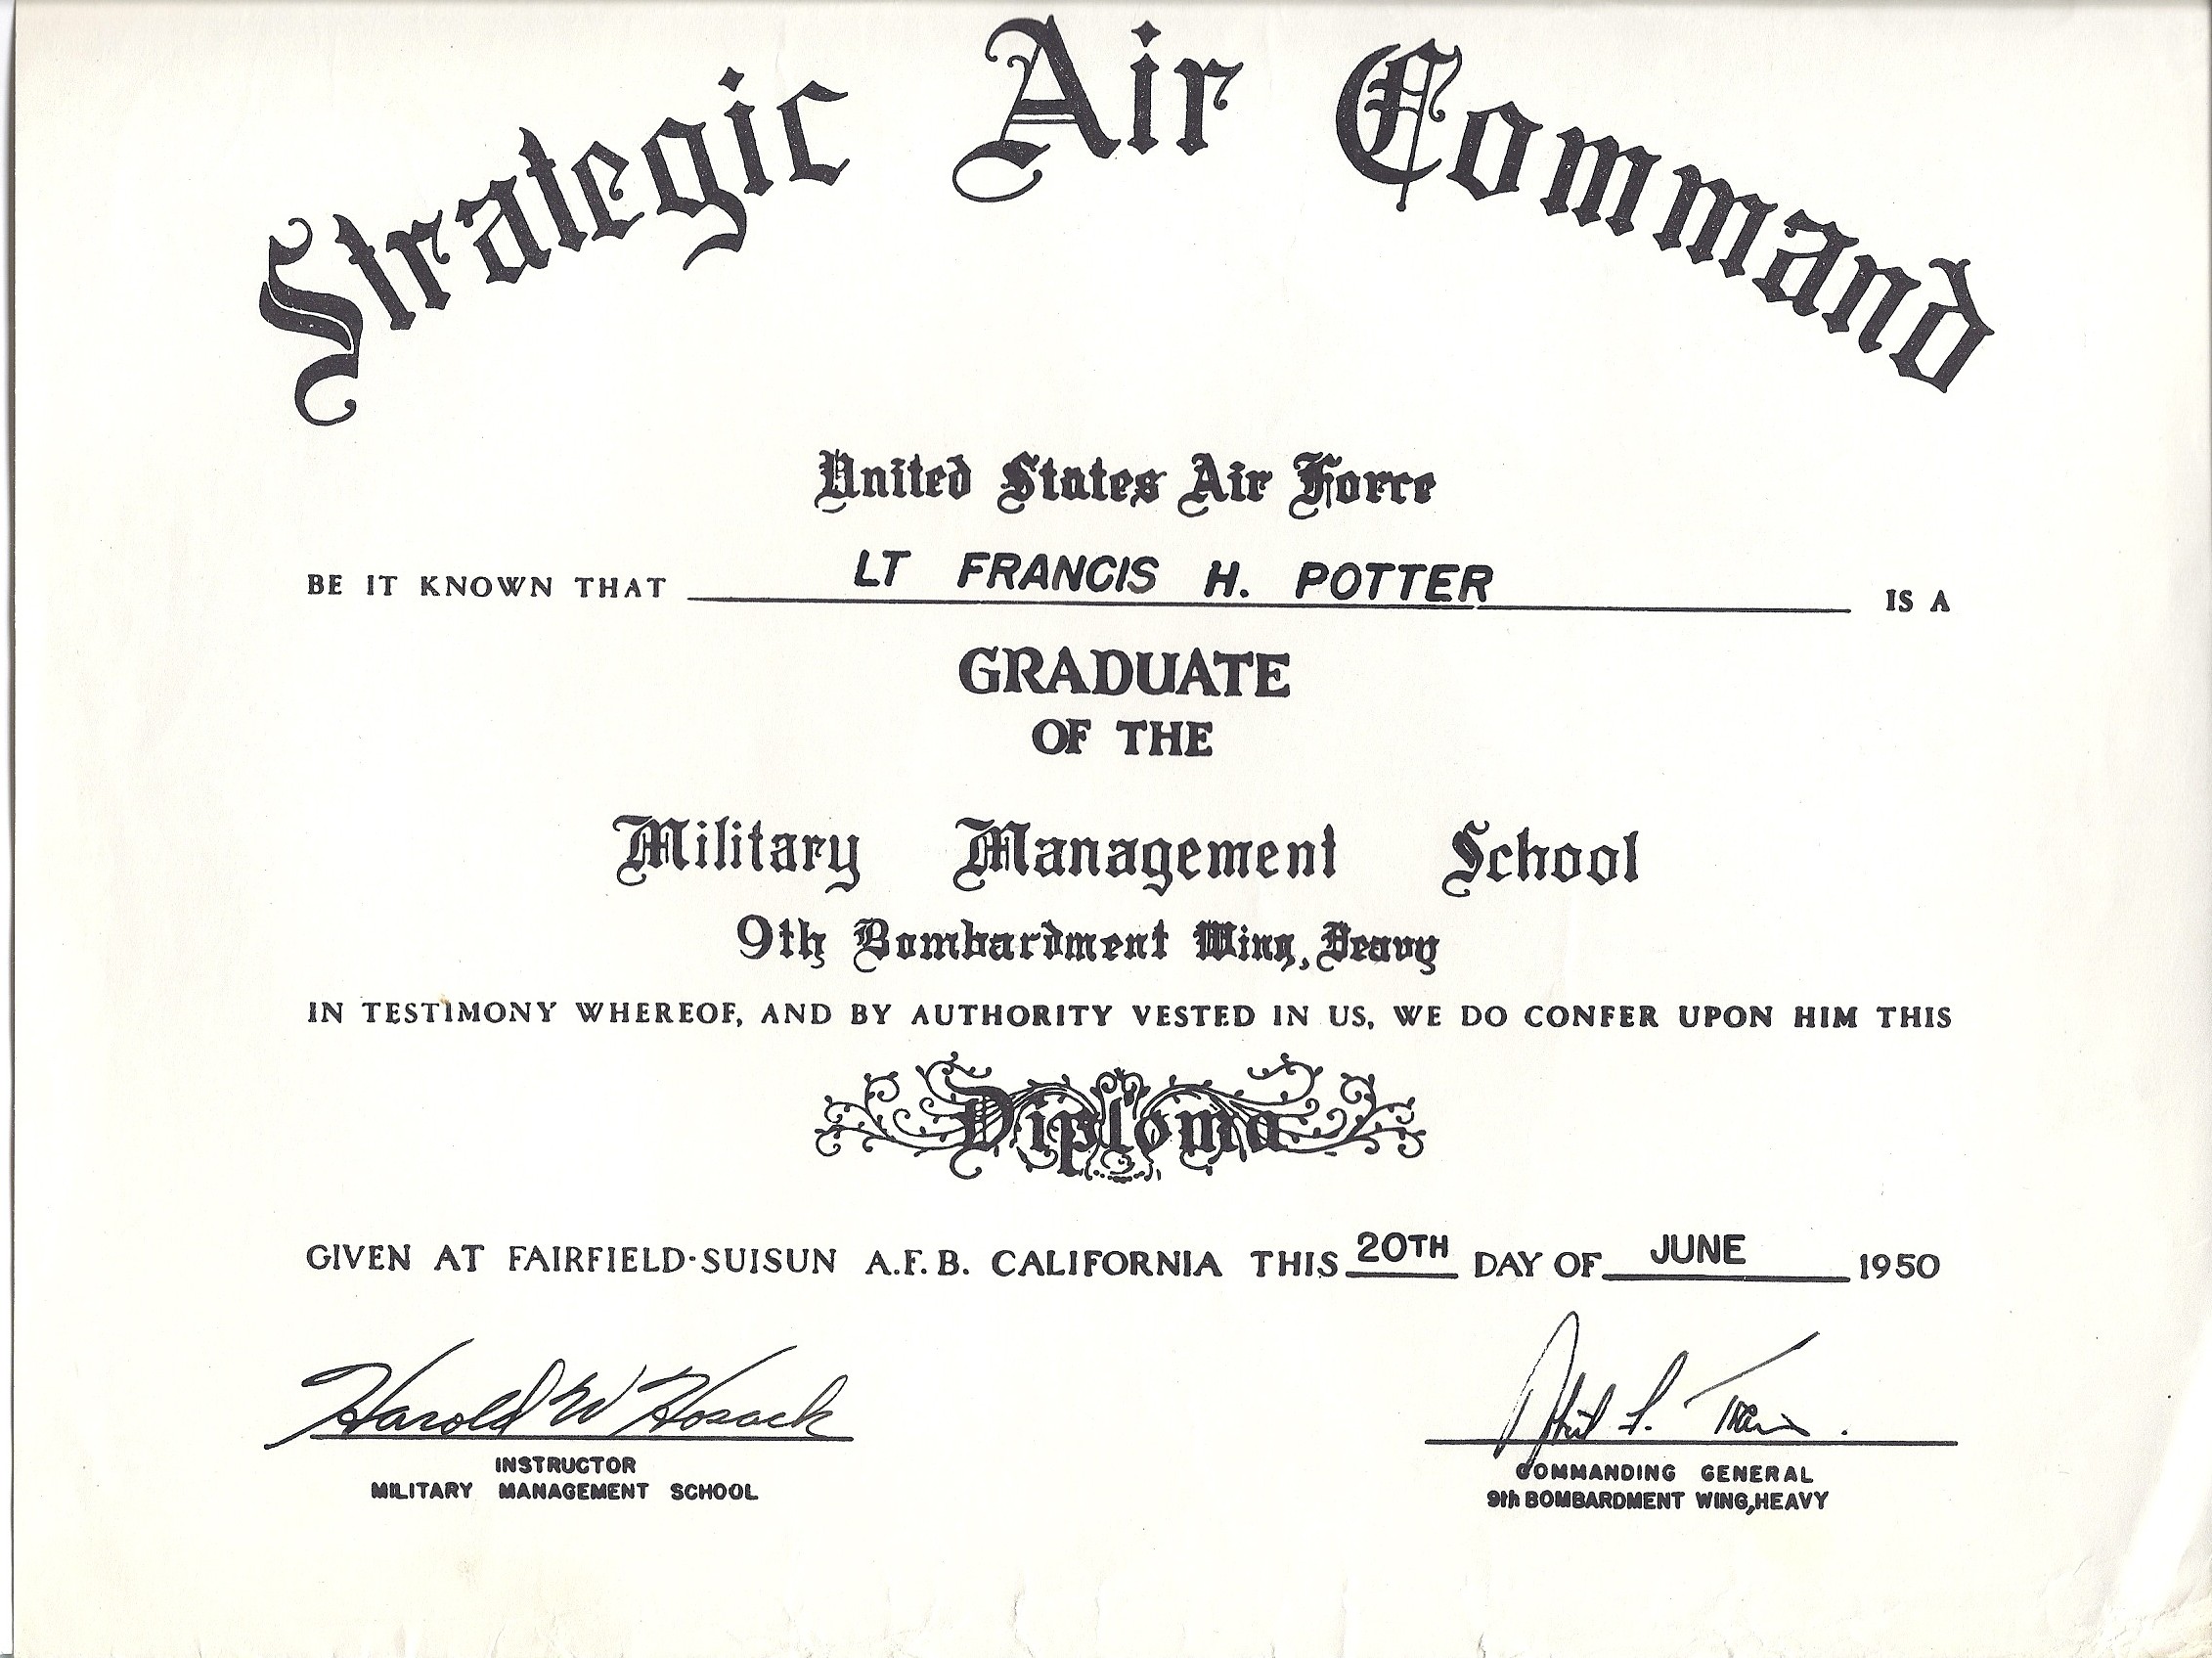 Strategic Air Command
United States Air Force
BE IT KNOWN THAT LT FRANCIS H. POTTER IS A
GRADUATE
OF THE
Military Management School
9th Bombardment Wing, Heavy
IN TESTIMONY WHEREOF, AND BY AUTHORITY VESTED IN US, WE DO CONFER UPON HIM THIS
Diploma
GIVEN AT FAIRFIELD-SUISUN A.F.B. CALIFORNIA THIS 20TH DAY OF JUNE 1950
Harold W Hosack
INSTRUCTOR
MILITARY MANAGEMENT SCHOOL
COMMANDING GENERAL
9th BOMBARDMENT WING, HEAVY